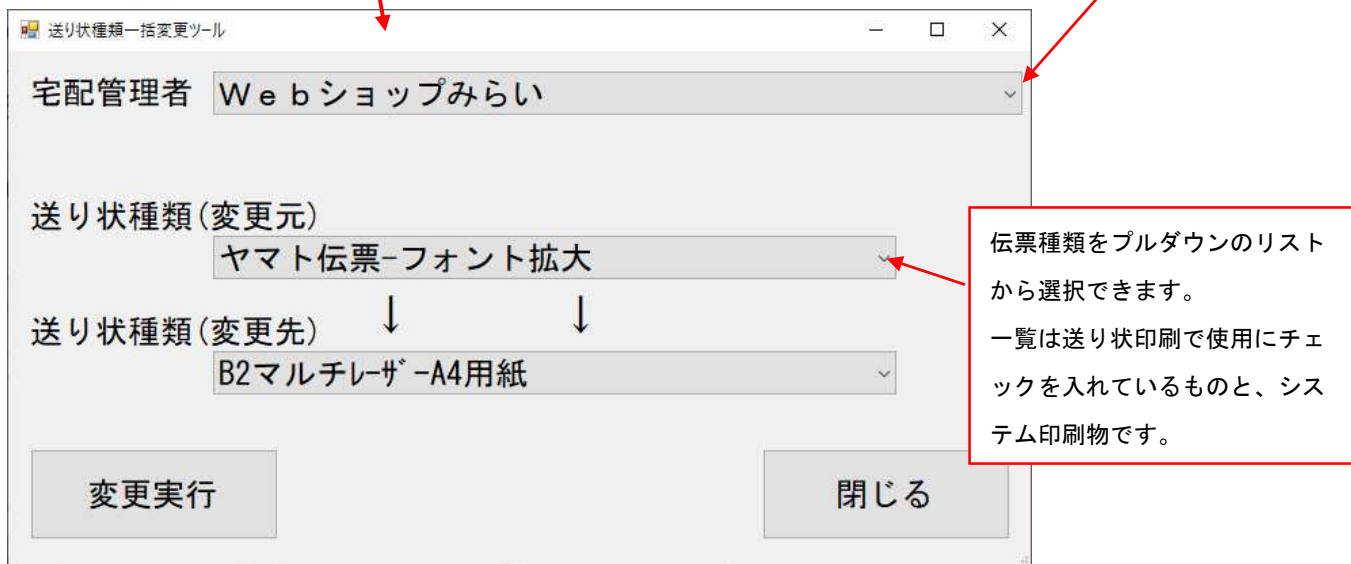 送り状種類一括変更ツール
宅配管理者 Ｗｅｂショップみらい
送り状種類(変更元)
ヤマト伝票-フォント拡大
↓ ↓
送り状種類(変更先)
B2マルチﾚｰｻﾞｰA4用紙
変更実行 閉じる
伝票種類をプルダウンのリスト
から選択できます。
一覧は送り状印刷で使用にチェ
ックを入れているものと、シス
テム印刷物です。